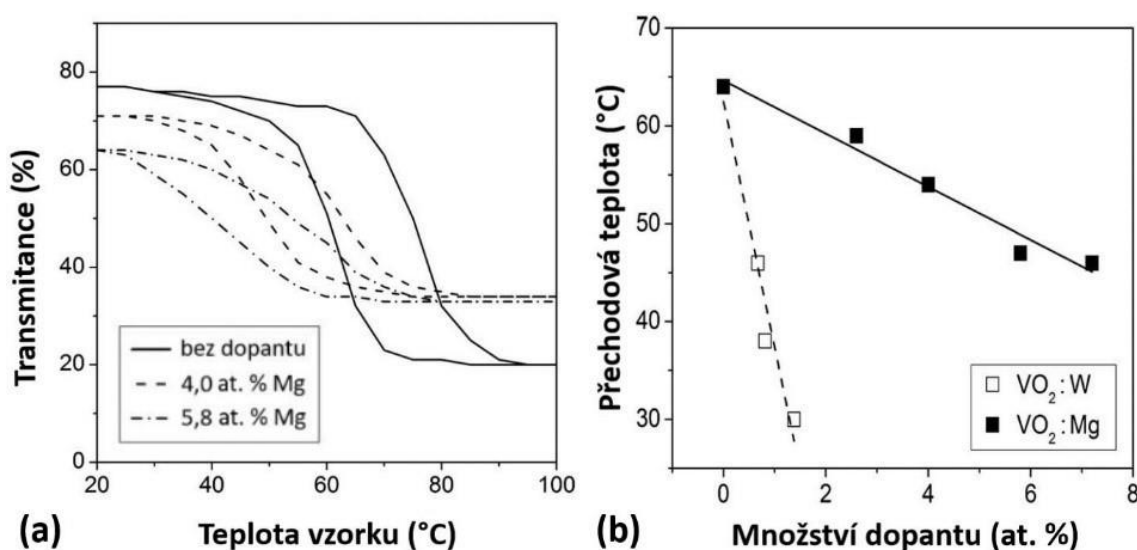 Transmitance (%)
80
60
40
20
0
bez dopantu
4,0 at. % Mg
5,8 at. % Mg
20 40 60 80 100
(a) Teplota vzorku (°C)
Přechodová teplota (°C)
70
60
50
40
30
VO₂: W
VO₂: Mg
0 2 4 6 8
(b) Množství dopantu (at. %)